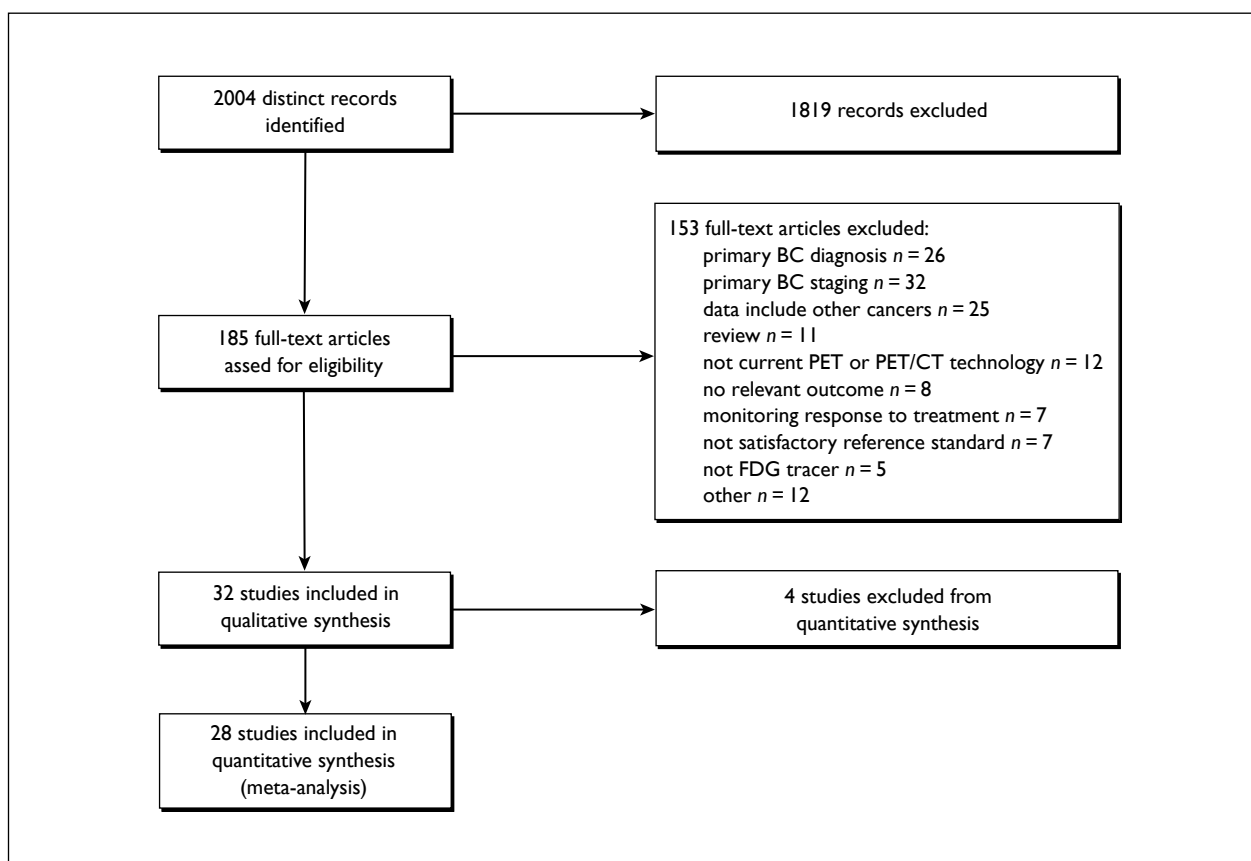 2004 distinct records
identified
1819 records excluded
153 full-text articles excluded:
primary BC diagnosis n = 26
primary BC staging n = 32
data include other cancers n = 25
review n = 11
not current PET or PET/CT technology n = 12
no relevant outcome n = 8
monitoring response to treatment n = 7
not satisfactory reference standard n = 7
not FDG tracer n = 5
other n = 12
185 full-text articles
assed for eligibility
32 studies included in
qualitative synthesis
4 studies excluded from
quantitative synthesis
28 studies included in
quantitative synthesis
(meta-analysis)